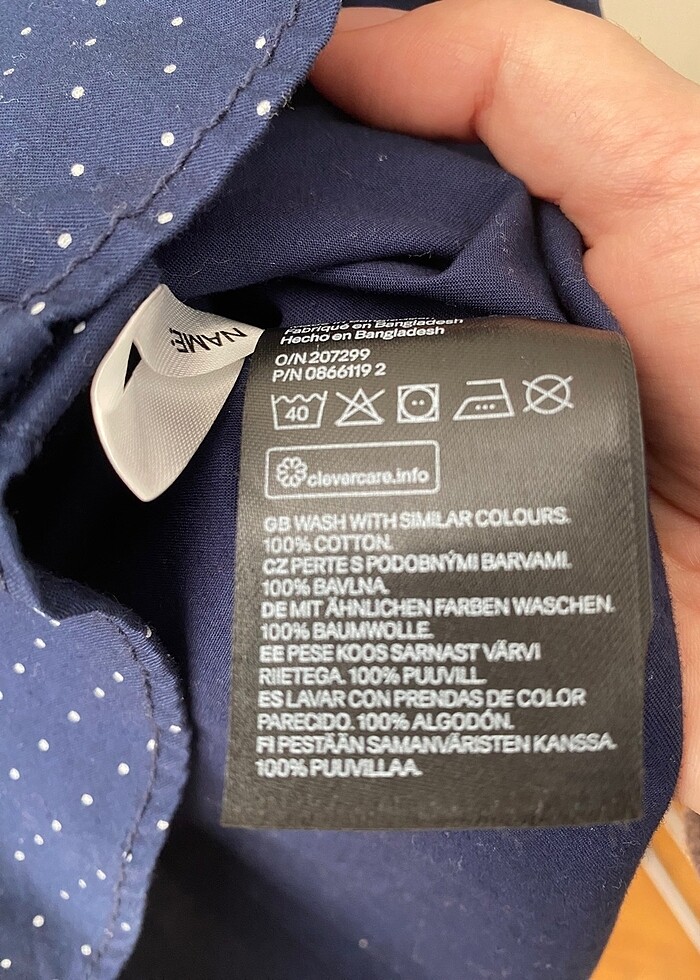 NAME
Fabriqué en Bangladesh
Hecho en Bangladesh
O/N 207299
P/N 0866119 2
40
clevercare.info
GB WASH WITH SIMILAR COLOURS.
100% COTTON.
CZ PERTE S PODOBNÝMI BARVAMI.
100% BAVLNA.
DE MIT ÄHNLICHEN FARBEN WASCHEN.
100% BAUMWOLLE.
EE PESE KOOS SARNAST VÄRVI
RIIETEGA. 100% PUUVILL.
ES LAVAR CON PRENDAS DE COLOR
PARECIDO. 100% ALGODÓN.
FI PESTÄÄN SAMANVÄRISTEN KANSSA.
100% PUUVILLAA.